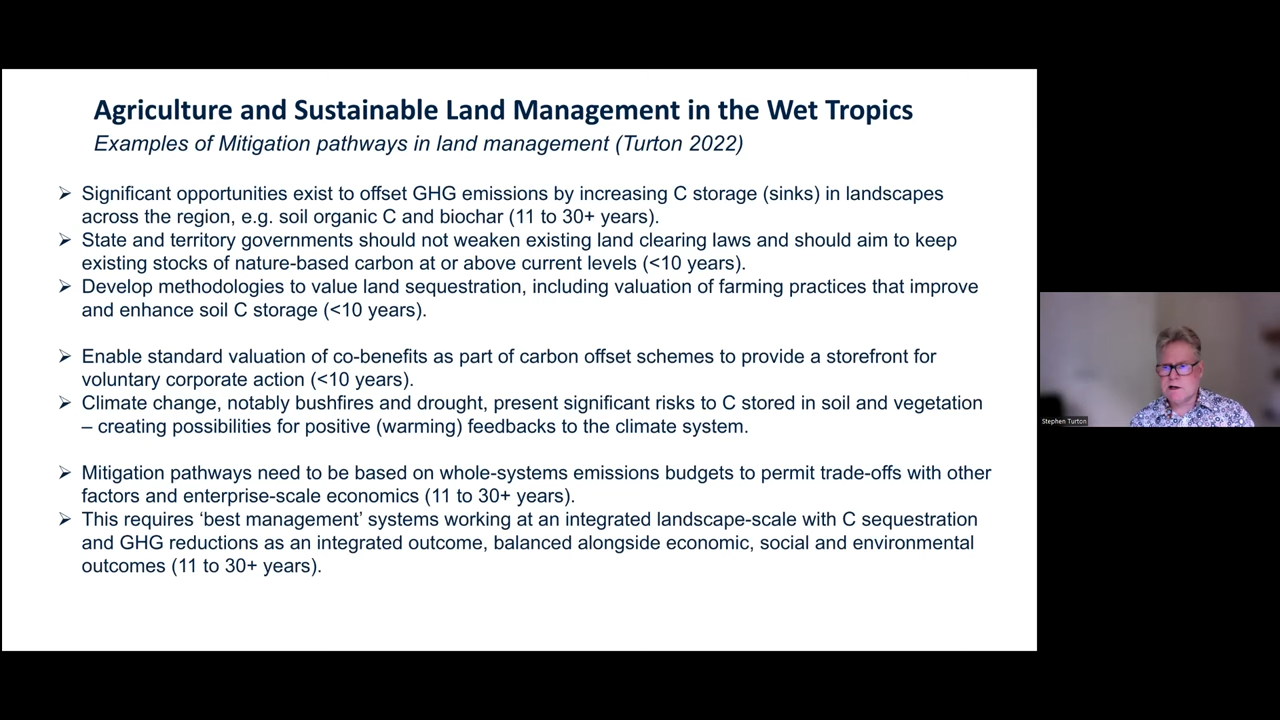 Agriculture and Sustainable Land Management in the Wet Tropics
Examples of Mitigation pathways in land management (Turton 2022)
➢ Significant opportunities exist to offset GHG emissions by increasing C storage (sinks) in landscapes
across the region, e.g. soil organic C and biochar (11 to 30+ years).
➢ State and territory governments should not weaken existing land clearing laws and should aim to keep
existing stocks of nature-based carbon at or above current levels (<10 years).
➢ Develop methodologies to value land sequestration, including valuation of farming practices that improve
and enhance soil C storage (<10 years).
➢ Enable standard valuation of co-benefits as part of carbon offset schemes to provide a storefront for
voluntary corporate action (<10 years).
➢ Climate change, notably bushfires and drought, present significant risks to C stored in soil and vegetation
– creating possibilities for positive (warming) feedbacks to the climate system.
➢ Mitigation pathways need to be based on whole-systems emissions budgets to permit trade-offs with other
factors and enterprise-scale economics (11 to 30+ years).
➢ This requires ‘best management’ systems working at an integrated landscape-scale with C sequestration
and GHG reductions as an integrated outcome, balanced alongside economic, social and environmental
outcomes (11 to 30+ years).
Stephen Turton